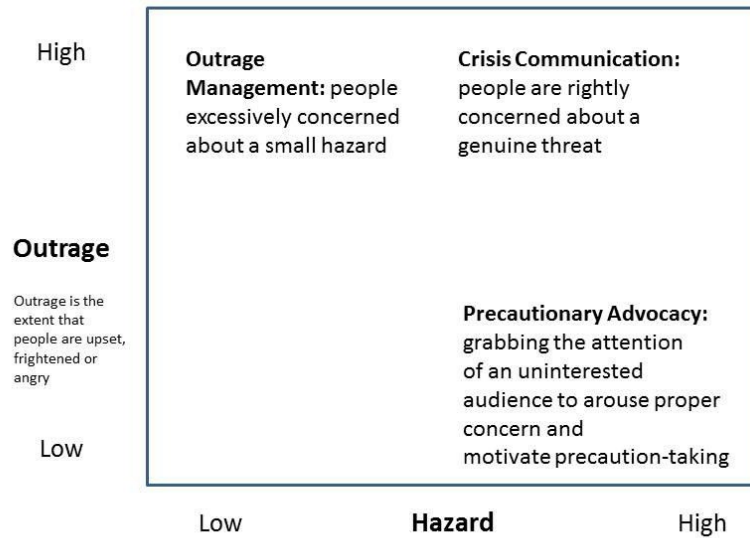 High
Outrage
Management: people
excessively concerned
about a small hazard
Crisis Communication:
people are rightly
concerned about a
genuine threat
Outrage
Outrage is the
extent that
people are upset,
frightened or
angry
Precautionary Advocacy:
grabbing the attention
of an uninterested
audience to arouse proper
concern and
motivate precaution-taking
Low
Low
Hazard
High